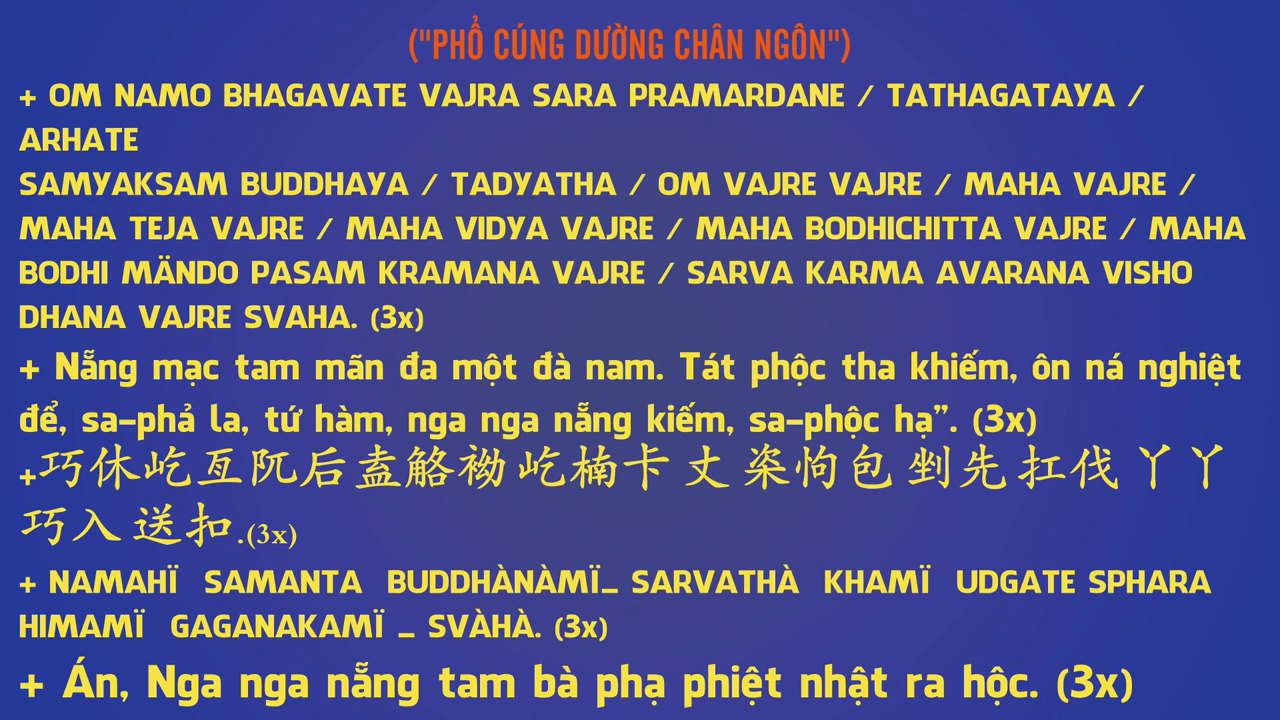 ("PHỔ CÚNG DƯỜNG CHÂN NGÔN")
+ OM NAMO BHAGAVATE VAJRA SARA PRAMARDANE / TATHAGATAYA /
ARHATE
SAMYAKSAM BUDDHAYA / TADYATHA / OM VAJRE VAJRE / MAHA VAJRE /
MAHA TEJA VAJRE / MAHA VIDYA VAJRE / MAHA BODHICHITTA VAJRE / MAHA
BODHI MÄNDO PASAM KRAMANA VAJRE / SARVA KARMA AVARANA VISHO
DHANA VAJRE SVAHA. (3x)
+ Nẵng mạc tam mãn đa một đà nam. Tát phộc tha khiếm, ôn ná nghiệt
để, sa-phả la, tứ hàm, nga nga nẵng kiếm, sa-phộc hạ”. (3x)
+巧休屹亙阢后盍觡袎屹楠卡丈柒怐包剉先扛伐丫丫
巧入送扣.(3x)
+ NAMAHÏ SAMANTA BUDDHÀNÀMÏ_ SARVATHÀ KHAMÏ UDGATE SPHARA
HIMAMÏ GAGANAKAMÏ _ SVÀHÀ. (3x)
+ Án, Nga nga nẵng tam bà phạ phiệt nhật ra hộc. (3x)